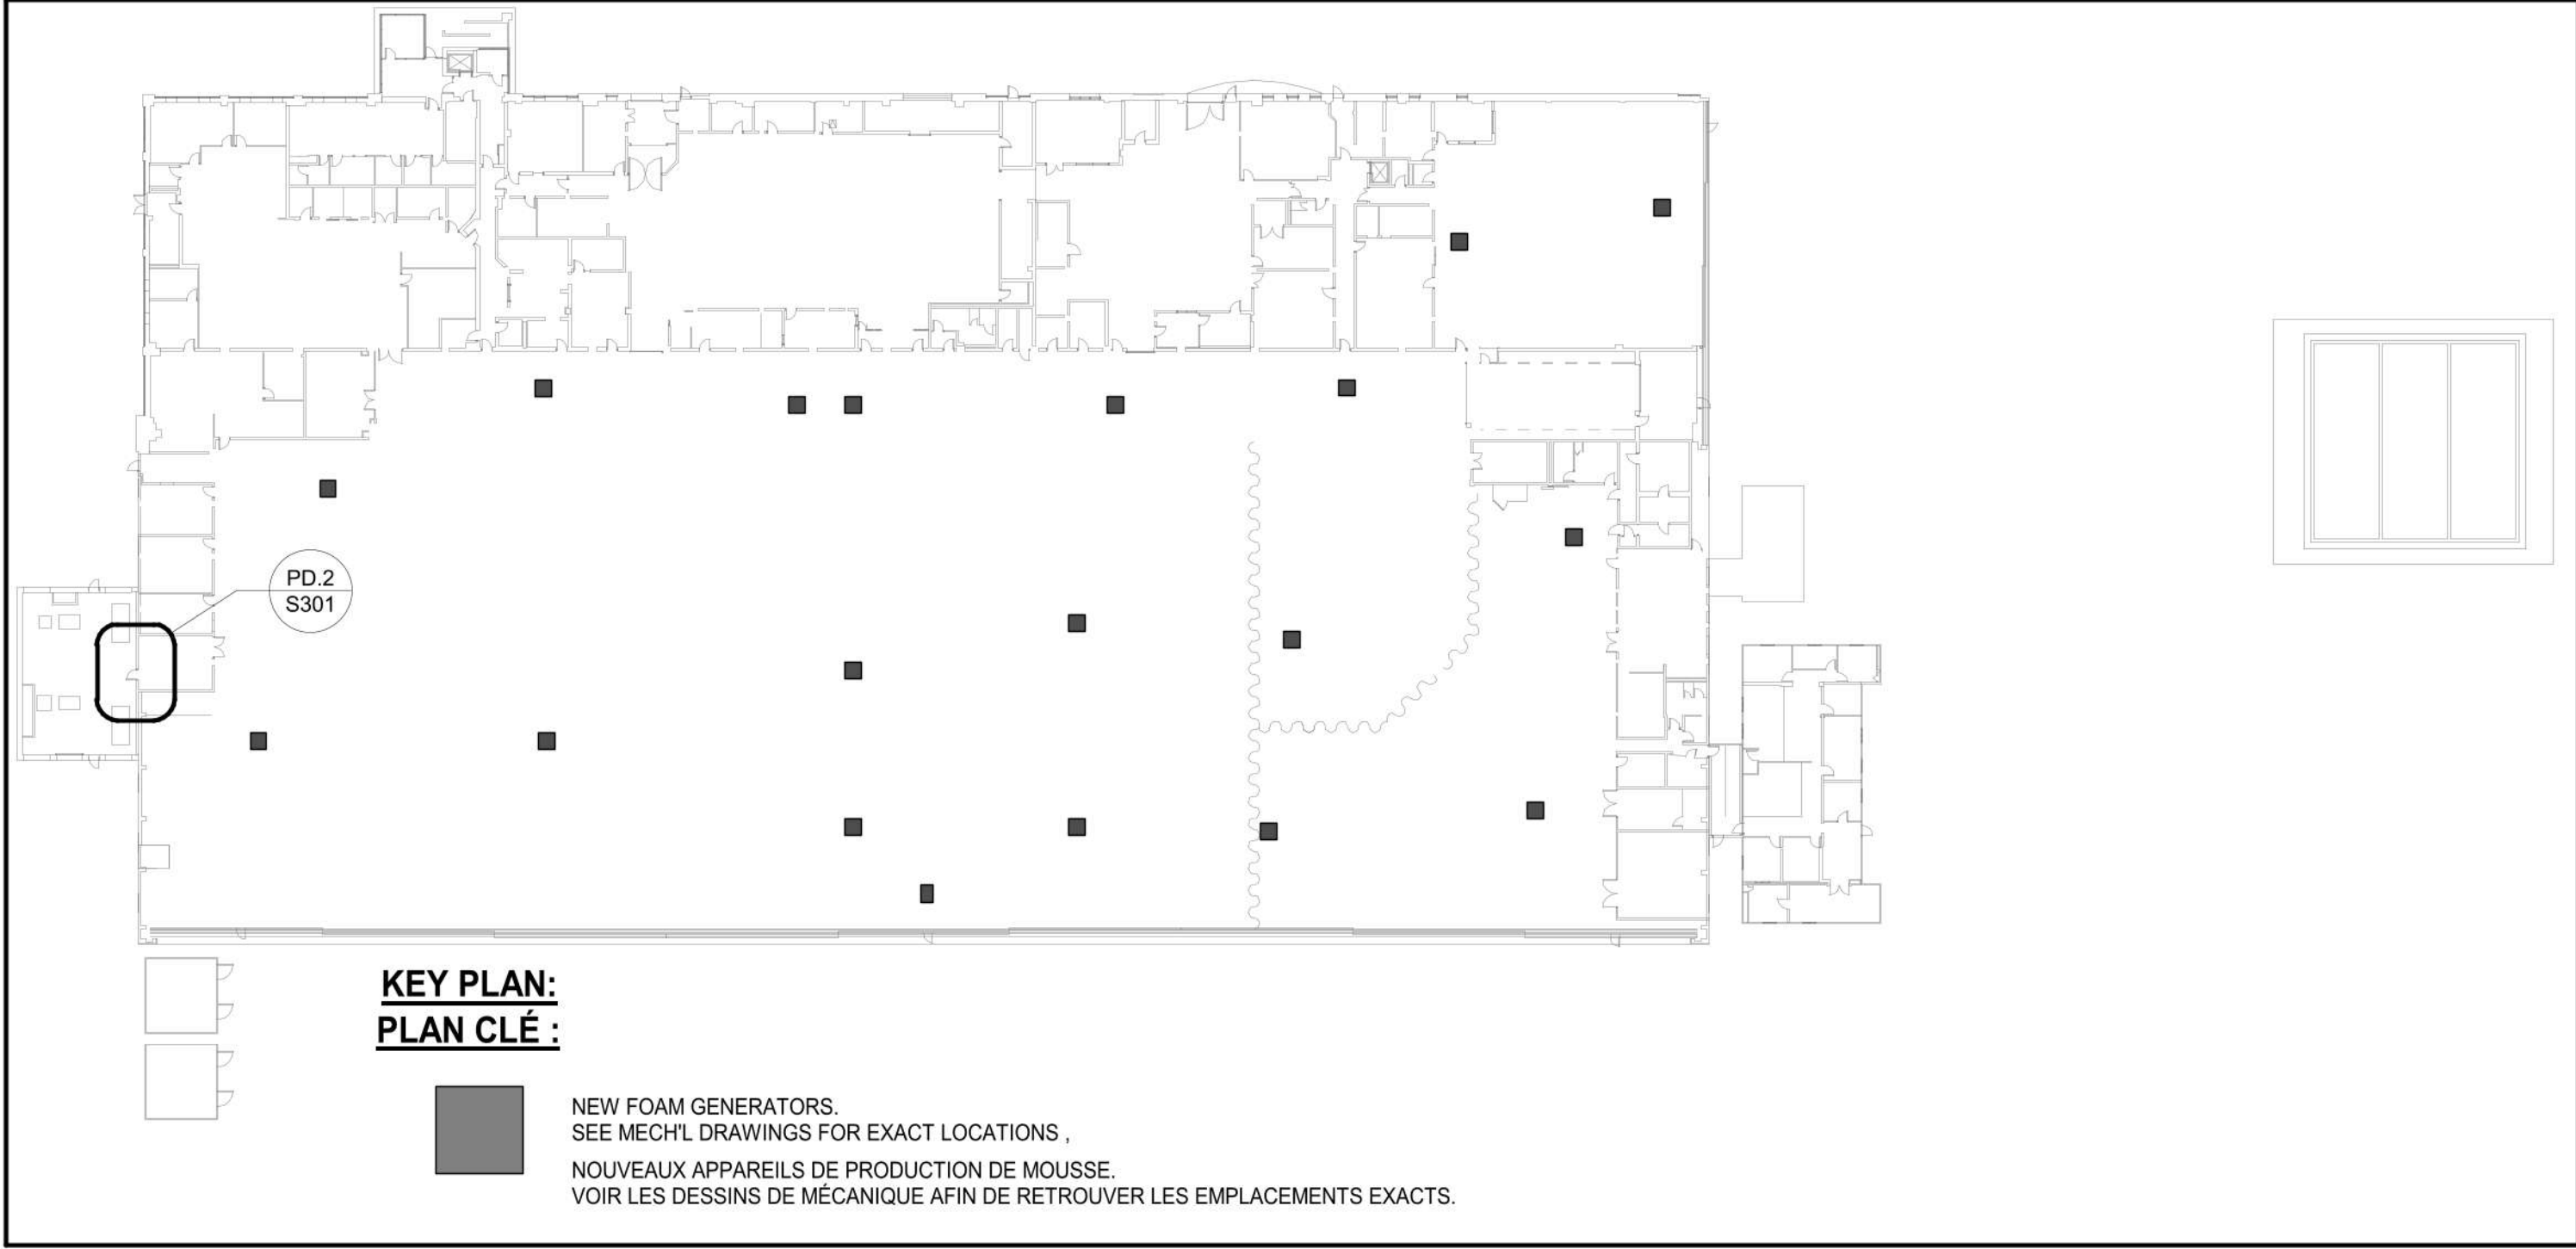 PD.2
S301
KEY PLAN:
PLAN CLÉ :
NEW FOAM GENERATORS.
SEE MECH'L DRAWINGS FOR EXACT LOCATIONS ,
NOUVEAUX APPAREILS DE PRODUCTION DE MOUSSE.
VOIR LES DESSINS DE MÉCANIQUE AFIN DE RETROUVER LES EMPLACEMENTS EXACTS.